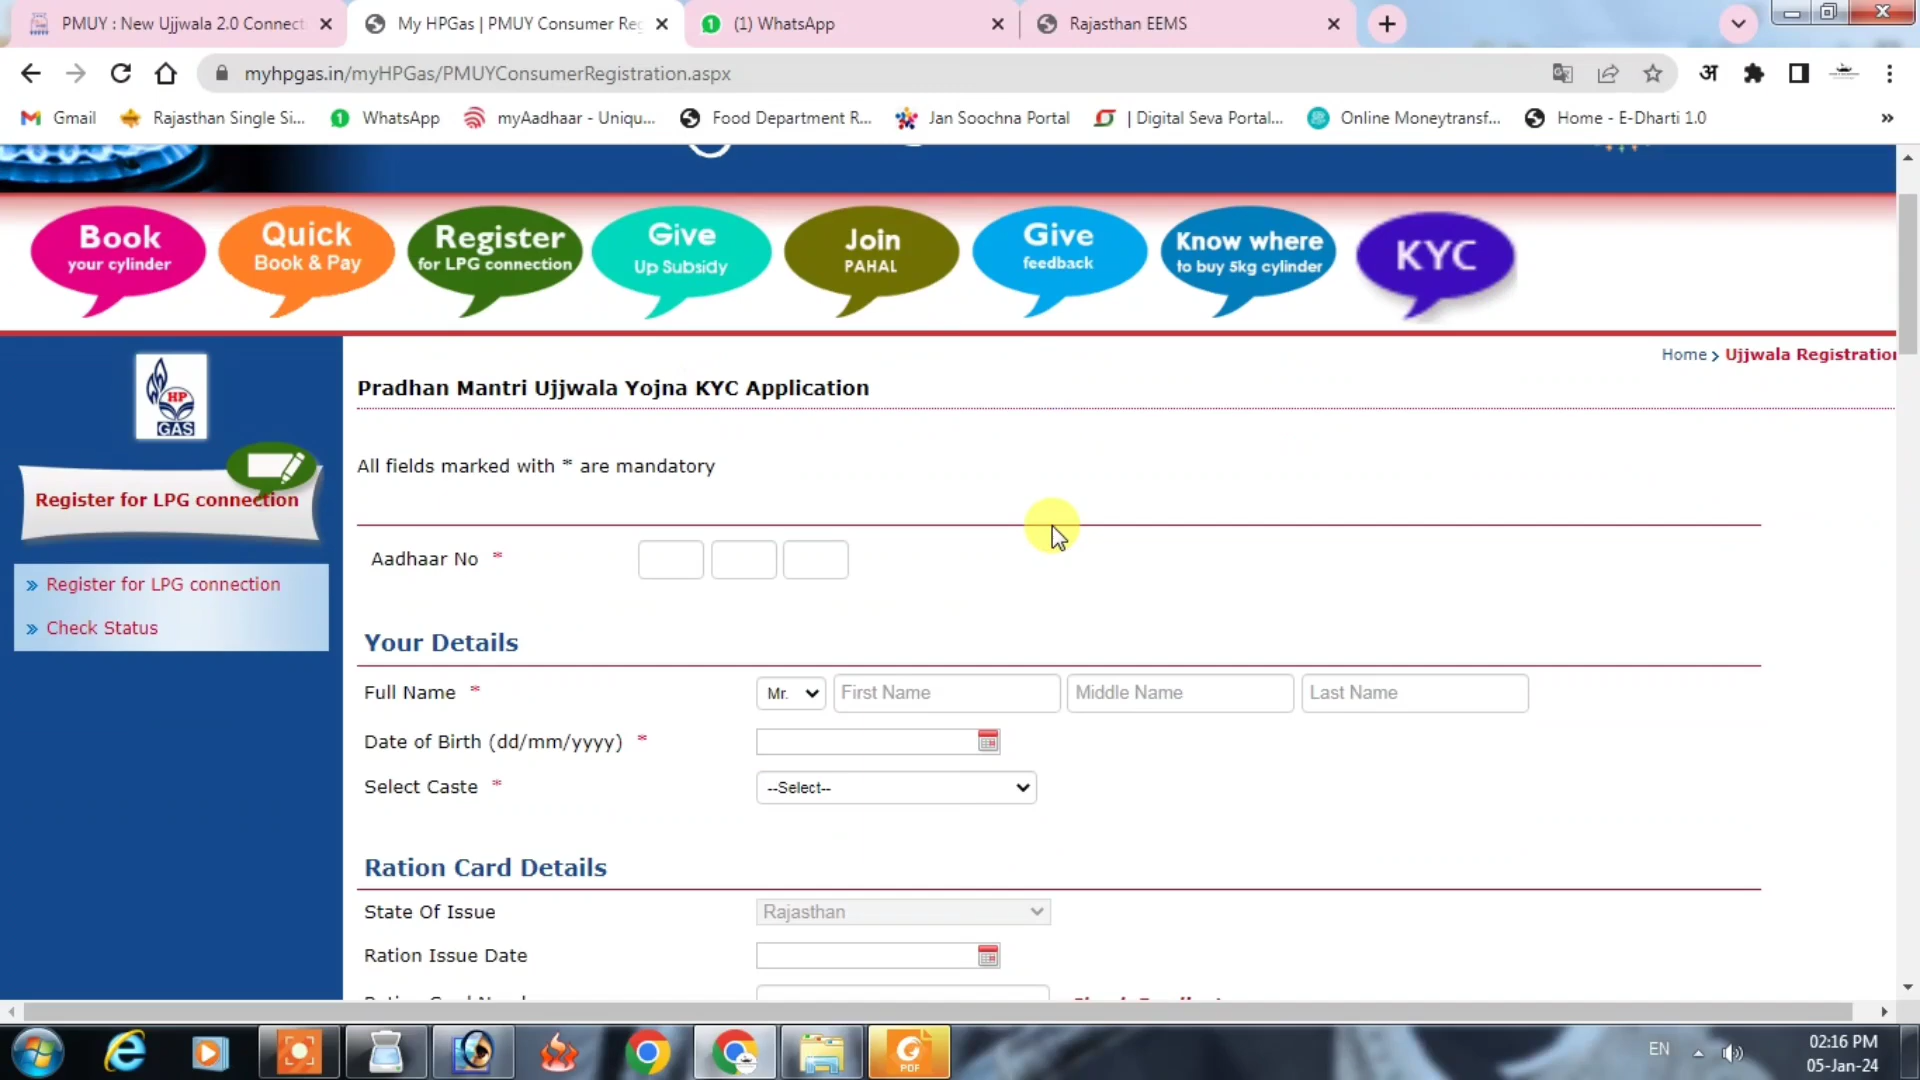 PMUY : New Ujjwala 2.0 Connect
My HPGas | PMUY Consumer Reg
(1) WhatsApp
Rajasthan EEMS
myhpgas.in/myHPGas/PMUYConsumerRegistration.aspx
अ
Gmail
Rajasthan Single Si...
WhatsApp
myAadhaar - Uniqu...
Food Department R...
Jan Soochna Portal
| Digital Seva Portal...
Online Moneytransf...
Home - E-Dharti 1.0
»
Book
your cylinder
Quick
Book & Pay
Register
for LPG connection
Give
Up Subsidy
Join
PAHAL
Give
feedback
Know where
to buy 5kg cylinder
KYC
Home > Ujjwala Registration
HP
GAS
Register for LPG connection
» Register for LPG connection
» Check Status
Pradhan Mantri Ujjwala Yojna KYC Application
All fields marked with * are mandatory
Aadhaar No *
Your Details
Full Name * Mr. First Name Middle Name Last Name
Date of Birth (dd/mm/yyyy) *
Select Caste * --Select--
Ration Card Details
State Of Issue Rajasthan
Ration Issue Date
PDF
EN
02:16 PM
05-Jan-24